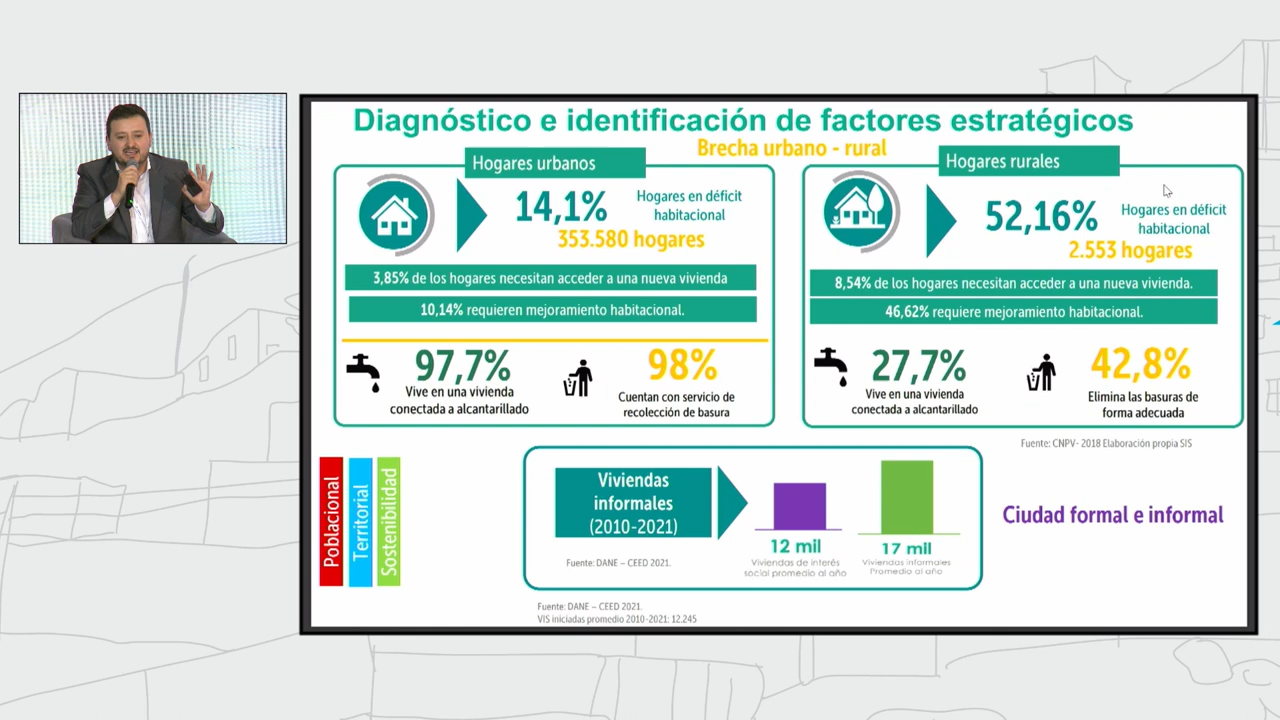 Diagnóstico e identificación de factores estratégicos
Brecha urbano - rural
Hogares urbanos
14,1%
Hogares en déficit
habitacional
353.580 hogares
3,85% de los hogares necesitan acceder a una nueva vivienda
10,14% requieren mejoramiento habitacional.
97,7%
Vive en una vivienda
conectada a alcantarillado
98%
Cuentan con servicio de
recolección de basura
Hogares rurales
52,16%
Hogares en déficit
habitacional
2.553 hogares
8,54% de los hogares necesitan acceder a una nueva vivienda.
46,62% requiere mejoramiento habitacional.
27,7%
Vive en una vivienda
conectada a alcantarillado
42,8%
Elimina las basuras de
forma adecuada
Fuente: CNPV- 2018 Elaboración propia SIS
Poblacional
Territorial
Sostenibilidad
Viviendas
informales
(2010-2021)
Fuente: DANE – CEED 2021.
12 mil
Viviendas de interés
social promedio al año
17 mil
Viviendas informales
Promedio al año
Ciudad formal e informal
Fuente: DANE – CEED 2021.
VIS iniciadas promedio 2010-2021: 12.245